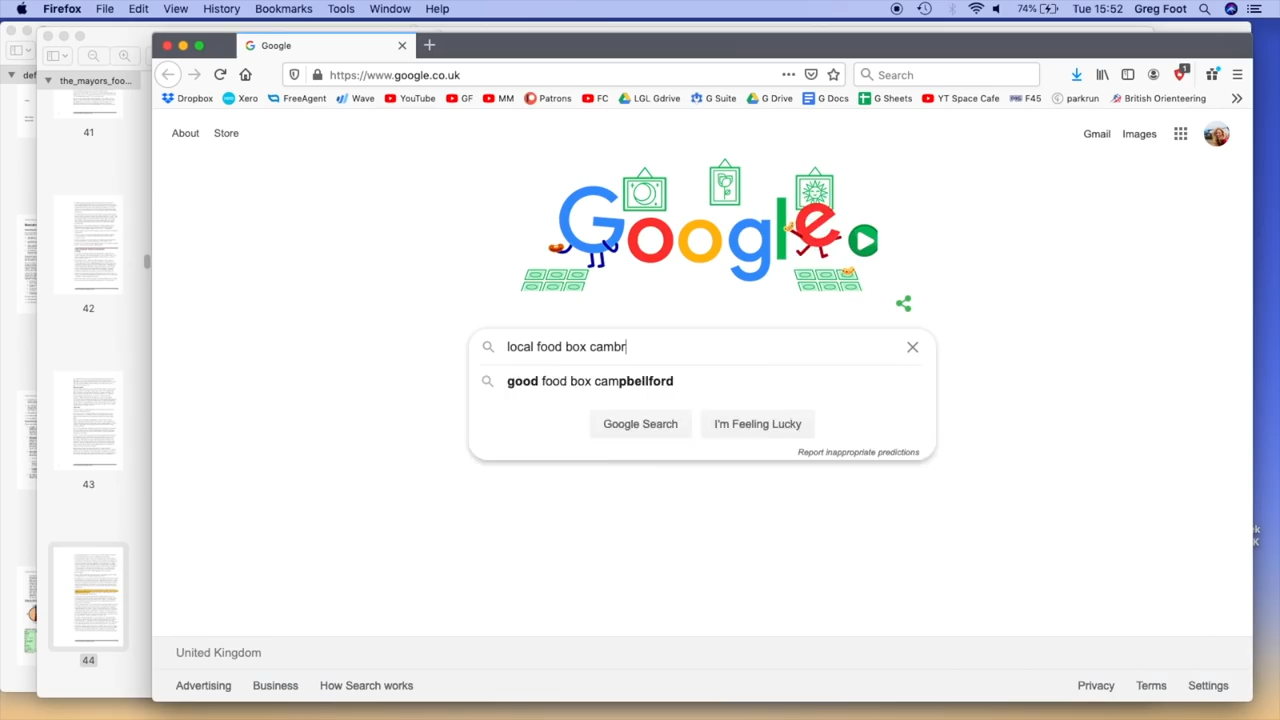 Firefox File Edit View History Bookmarks Tools Window Help 74% Tue 15:52 Greg Foot
def
the_mayors_foo...
Google
https://www.google.co.uk Search 1
Dropbox Xero FreeAgent Wave YouTube GF MM Patrons FC LGL Gdrive G Suite G Drive G Docs G Sheets YT Space Cafe F45 parkrun British Orienteering
About Store Gmail Images
Google
local food box cambr
good food box campbellford
Google Search I'm Feeling Lucky
Report inappropriate predictions
41
42
43
44
United Kingdom
Advertising Business How Search works Privacy Terms Settings